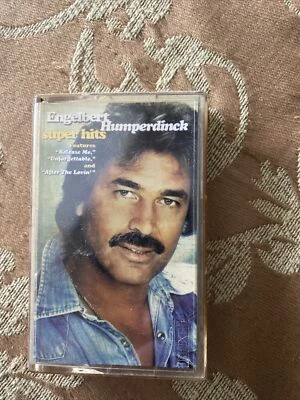 Engelbert
Humperdinck
super hits
Features
"Release Me,"
"Unforgettable,"
and
"After The Lovin'"